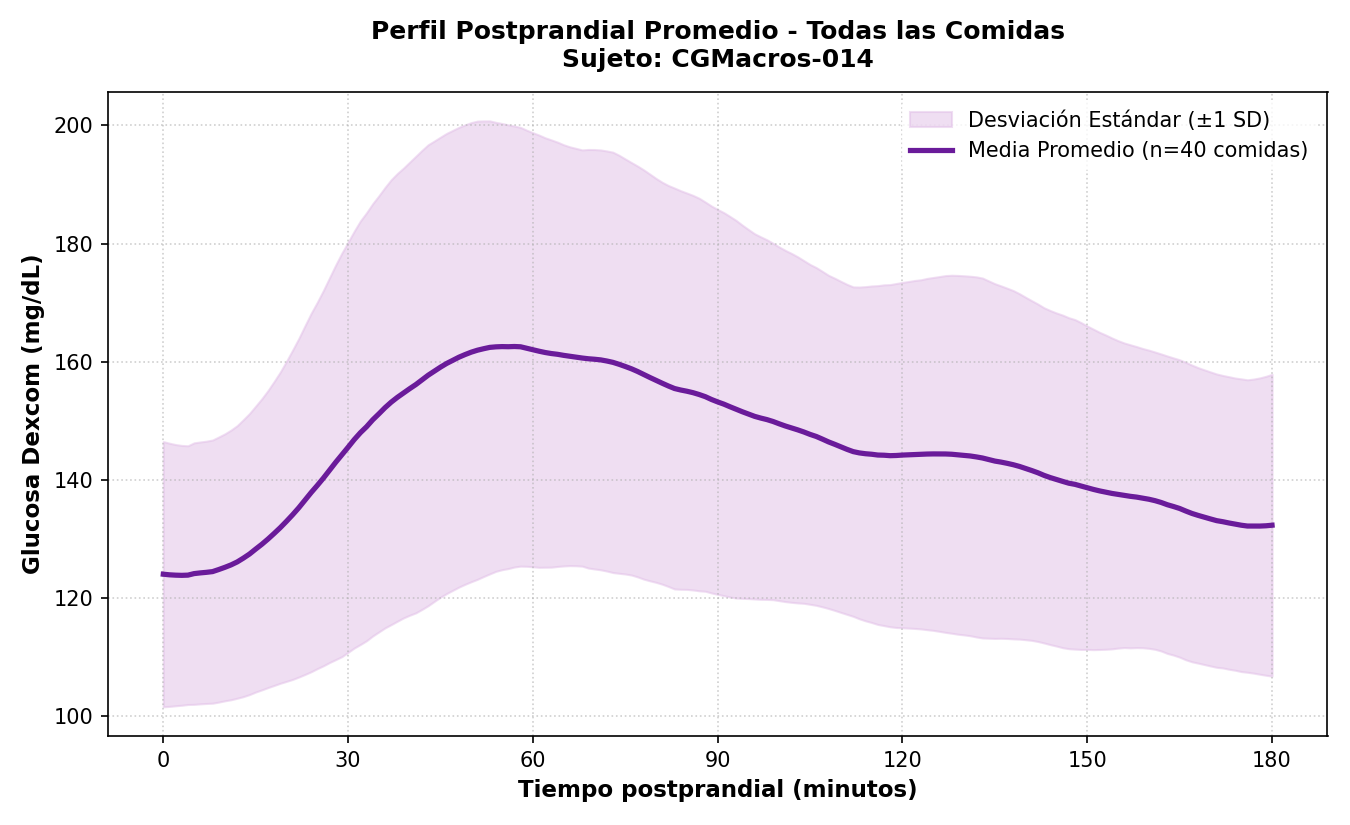 Perfil Postprandial Promedio - Todas las Comidas
Sujeto: CGMacros-014
Desviación Estándar (±1 SD)
Media Promedio (n=40 comidas)
Glucosa Dexcom (mg/dL)
200
180
160
140
120
100
0 30 60 90 120 150 180
Tiempo postprandial (minutos)